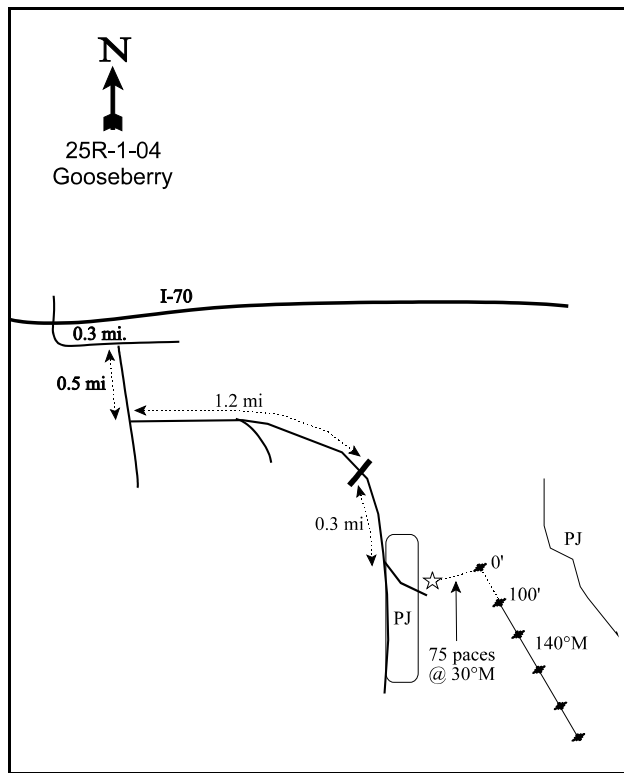 N
25R-1-04
Gooseberry
I-70
0.3 mi.
0.5 mi
1.2 mi
0.3 mi
PJ
0'
100'
PJ
140°M
75 paces
@ 30°M